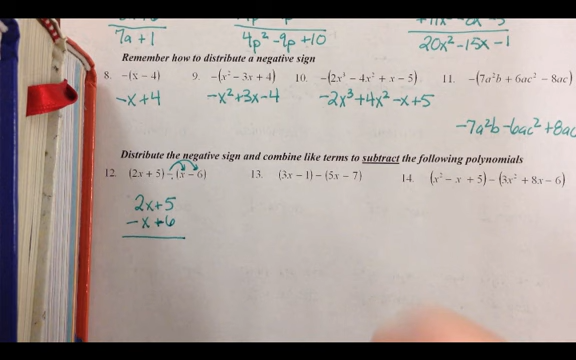 7a+1
4p² -9p +10
20x² -15x -1
Remember how to distribute a negative sign
8. -(x - 4) 9. -(x² - 3x + 4) 10. -(2x³ - 4x² + x - 5) 11. -(7a²b + 6ac² - 8ac)
-x+4 -x²+3x-4 -2x³+4x²-x+5
-7a²b -6ac² +8ac
Distribute the negative sign and combine like terms to subtract the following polynomials
12. (2x + 5) - (x - 6) 13. (3x - 1) - (5x - 7) 14. (x² - x + 5) - (3x² + 8x - 6)
2x+5
-x+6